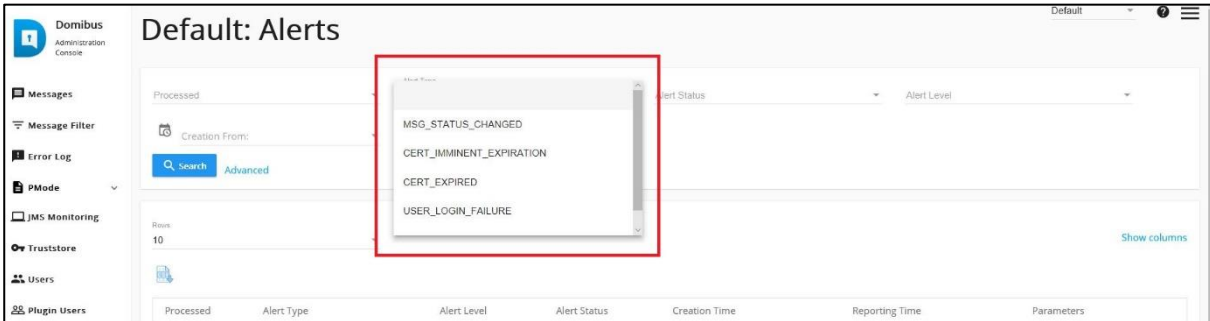 Domibus
Administration
Console
Default: Alerts
Default
Messages
Message Filter
Error Log
PMode
JMS Monitoring
Truststore
Users
Plugin Users
Processed
Alert Type
Alert Status
Alert Level
Creation From:
MSG_STATUS_CHANGED
CERT_IMMINENT_EXPIRATION
CERT_EXPIRED
USER_LOGIN_FAILURE
Search
Advanced
Rows
10
Show columns
Processed Alert Type Alert Level Alert Status Creation Time Reporting Time Parameters